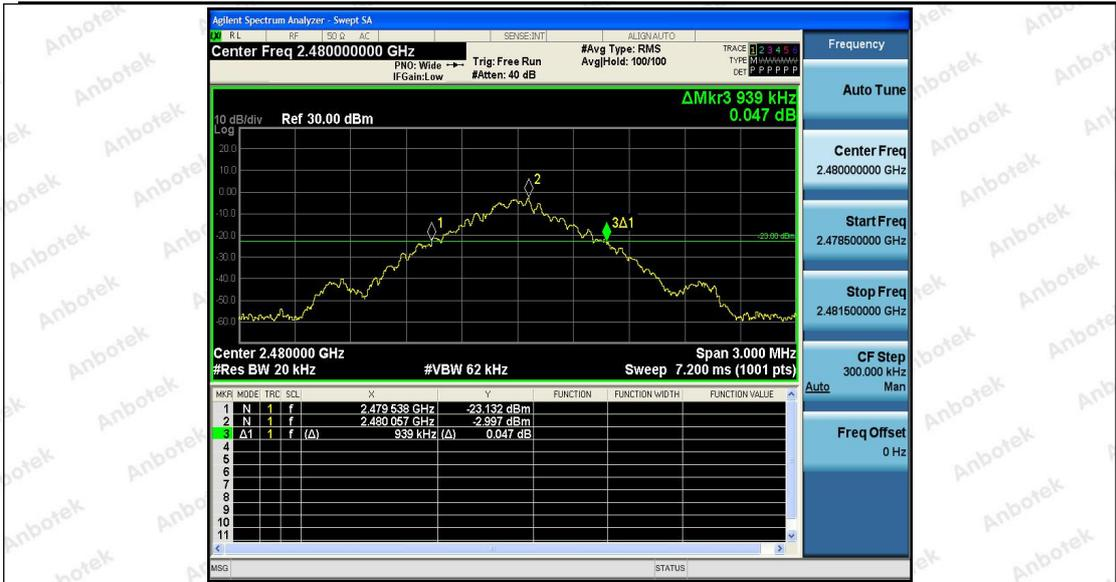 Agilent Spectrum Analyzer - Swept SA
LXI RL RF 50 Ω AC SENSE:INT ALIGNAUTO
Center Freq 2.480000000 GHz
PNO: Wide
IFGain:Low
Trig: Free Run
#Atten: 40 dB
#Avg Type: RMS
Avg|Hold: 100/100
TRACE 1 2 3 4 5 6
TYPE M
DET P P P P P P
ΔMkr3 939 kHz
0.047 dB
10 dB/div Ref 30.00 dBm
Log
20.0
10.0
0.00
-10.0
-20.0
-30.0
-40.0
-50.0
-60.0
1
2
3Δ1
-23.00 dBm
Center 2.480000 GHz Span 3.000 MHz
#Res BW 20 kHz #VBW 62 kHz Sweep 7.200 ms (1001 pts)
MKR MODE TRC SCL X Y FUNCTION FUNCTION WIDTH FUNCTION VALUE
1 N 1 f 2.479 538 GHz -23.132 dBm
2 N 1 f 2.480 057 GHz -2.997 dBm
3 Δ1 1 f (Δ) 939 kHz (Δ) 0.047 dB
4
5
6
7
8
9
10
11
MSG STATUS
Frequency
Auto Tune
Center Freq
2.480000000 GHz
Start Freq
2.478500000 GHz
Stop Freq
2.481500000 GHz
CF Step
300.000 kHz
Auto Man
Freq Offset
0 Hz
Anbotek